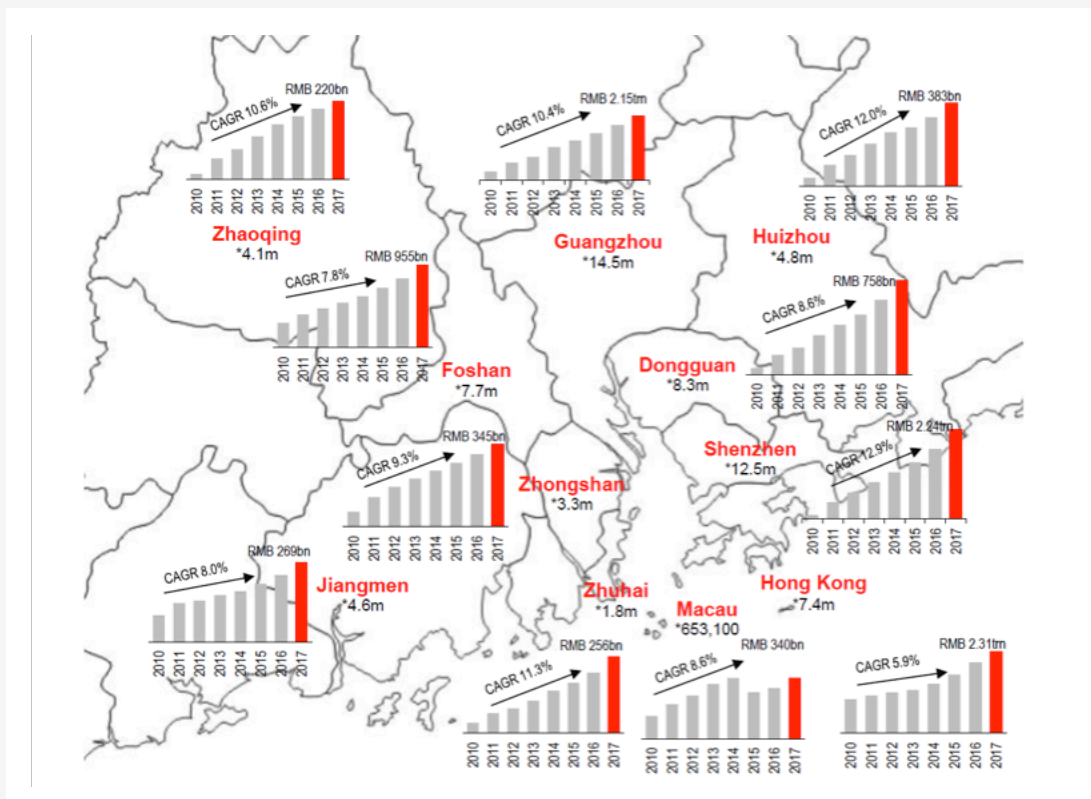 RMB 220bn
CAGR 10.6%
2010 2011 2012 2013 2014 2015 2016 2017
Zhaoqing
*4.1m
RMB 2.15trn
CAGR 10.4%
2010 2011 2012 2013 2014 2015 2016 2017
Guangzhou
*14.5m
RMB 383bn
CAGR 12.0%
2010 2011 2012 2013 2014 2015 2016 2017
Huizhou
*4.8m
RMB 955bn
CAGR 7.8%
2010 2011 2012 2013 2014 2015 2016 2017
Foshan
*7.7m
RMB 758bn
CAGR 8.6%
2010 2011 2012 2013 2014 2015 2016 2017
Dongguan
*8.3m
RMB 345bn
CAGR 9.3%
2010 2011 2012 2013 2014 2015 2016 2017
Zhongshan
*3.3m
RMB 2.24trn
CAGR 12.9%
2010 2011 2012 2013 2014 2015 2016 2017
Shenzhen
*12.5m
RMB 269bn
CAGR 8.0%
2010 2011 2012 2013 2014 2015 2016 2017
Jiangmen
*4.6m
Zhuhai
*1.8m
RMB 256bn
CAGR 11.3%
2010 2011 2012 2013 2014 2015 2016 2017
Macau
*653,100
RMB 340bn
CAGR 8.6%
2010 2011 2012 2013 2014 2015 2016 2017
Hong Kong
*7.4m
RMB 2.31trn
CAGR 5.9%
2010 2011 2012 2013 2014 2015 2016 2017